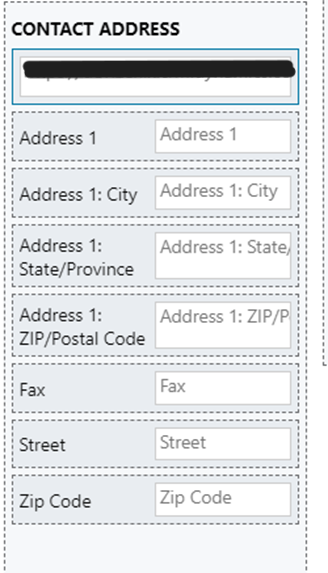 CONTACT ADDRESS
Address 1
Address 1
Address 1: City
Address 1: City
Address 1:
State/Province
Address 1: State/
Address 1:
ZIP/Postal Code
Address 1: ZIP/P
Fax
Fax
Street
Street
Zip Code
Zip Code